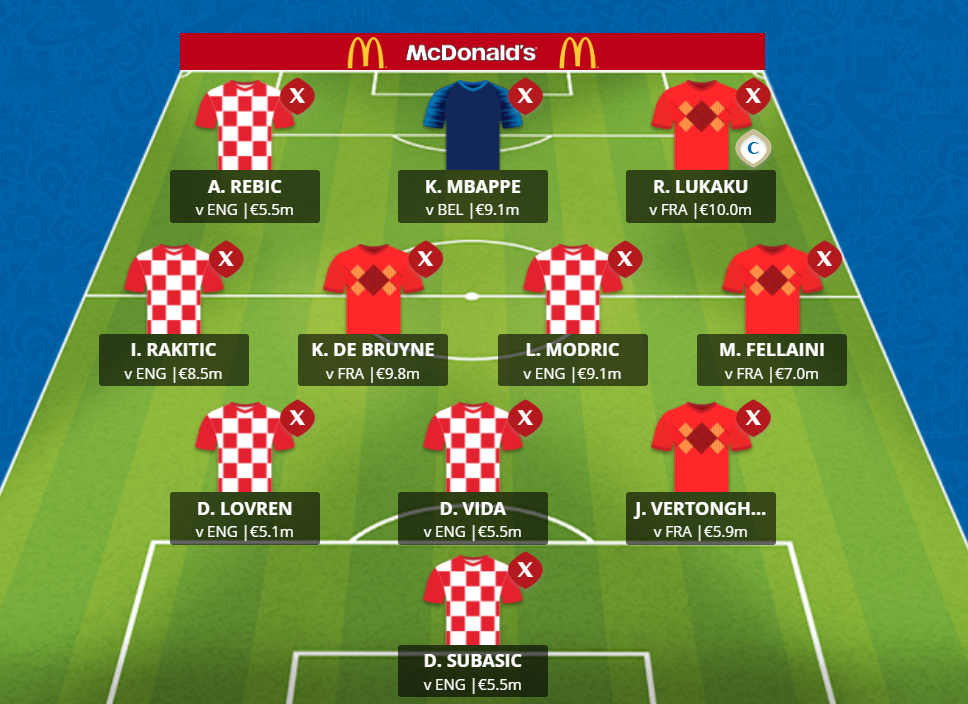 McDonald's
X
X
X
C
A. REBIC
K. MBAPPE
R. LUKAKU
v ENG |€5.5m
v BEL |€9.1m
v FRA |€10.0m
X
X
X
X
I. RAKITIC
K. DE BRUYNE
L. MODRIC
M. FELLAINI
v ENG |€8.5m
v FRA |€9.8m
v ENG |€9.1m
v FRA |€7.0m
X
X
X
D. LOVREN
D. VIDA
J. VERTONGH...
v ENG |€5.1m
v ENG |€5.5m
v FRA |€5.9m
X
D. SUBASIC
v ENG |€5.5m